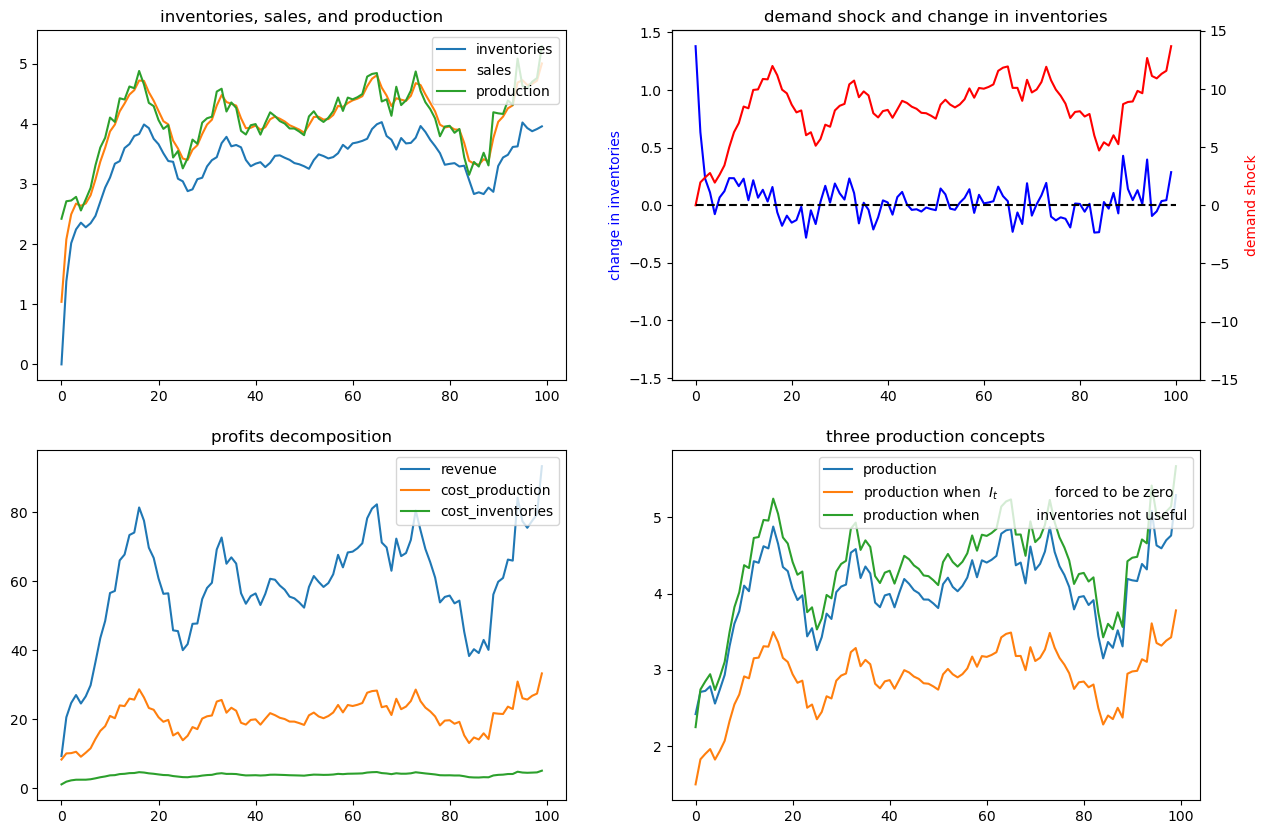 inventories, sales, and production
inventories
sales
production
5
4
3
2
1
0
0 20 40 60 80 100
demand shock and change in inventories
change in inventories
1.5
1.0
0.5
0.0
−0.5
−1.0
−1.5
15
10
5
0
−5
−10
−15
demand shock
0 20 40 60 80 100
profits decomposition
revenue
cost_production
cost_inventories
80
60
40
20
0
0 20 40 60 80 100
three production concepts
production
production when I_t forced to be zero
production when inventories not useful
5
4
3
2
0 20 40 60 80 100